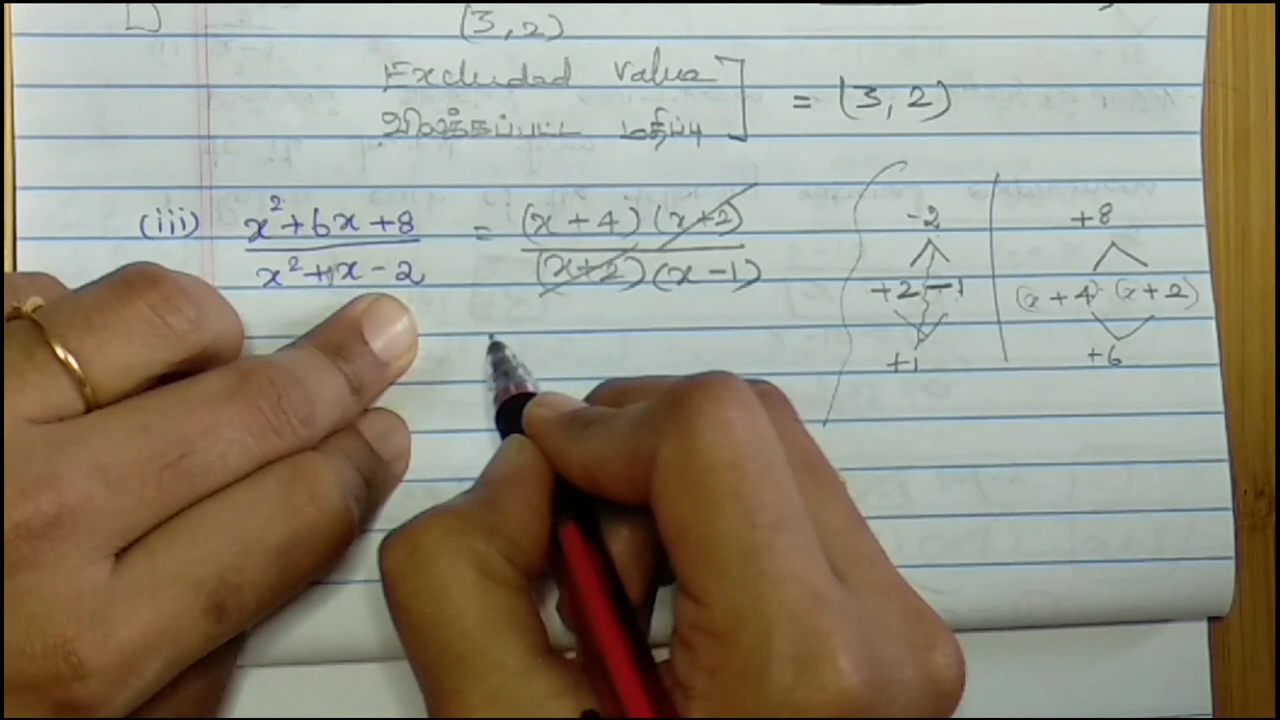 (3, 2)
Excluded value
விலக்கப்பட்ட மதிப்பு
= (3, 2)
(iii) x²+6x+8 / x²+x-2 = (x+4)(x+2) / (x+2)(x-1)
-2
+2 -1
+1
+8
(x+4) (x+2)
+6